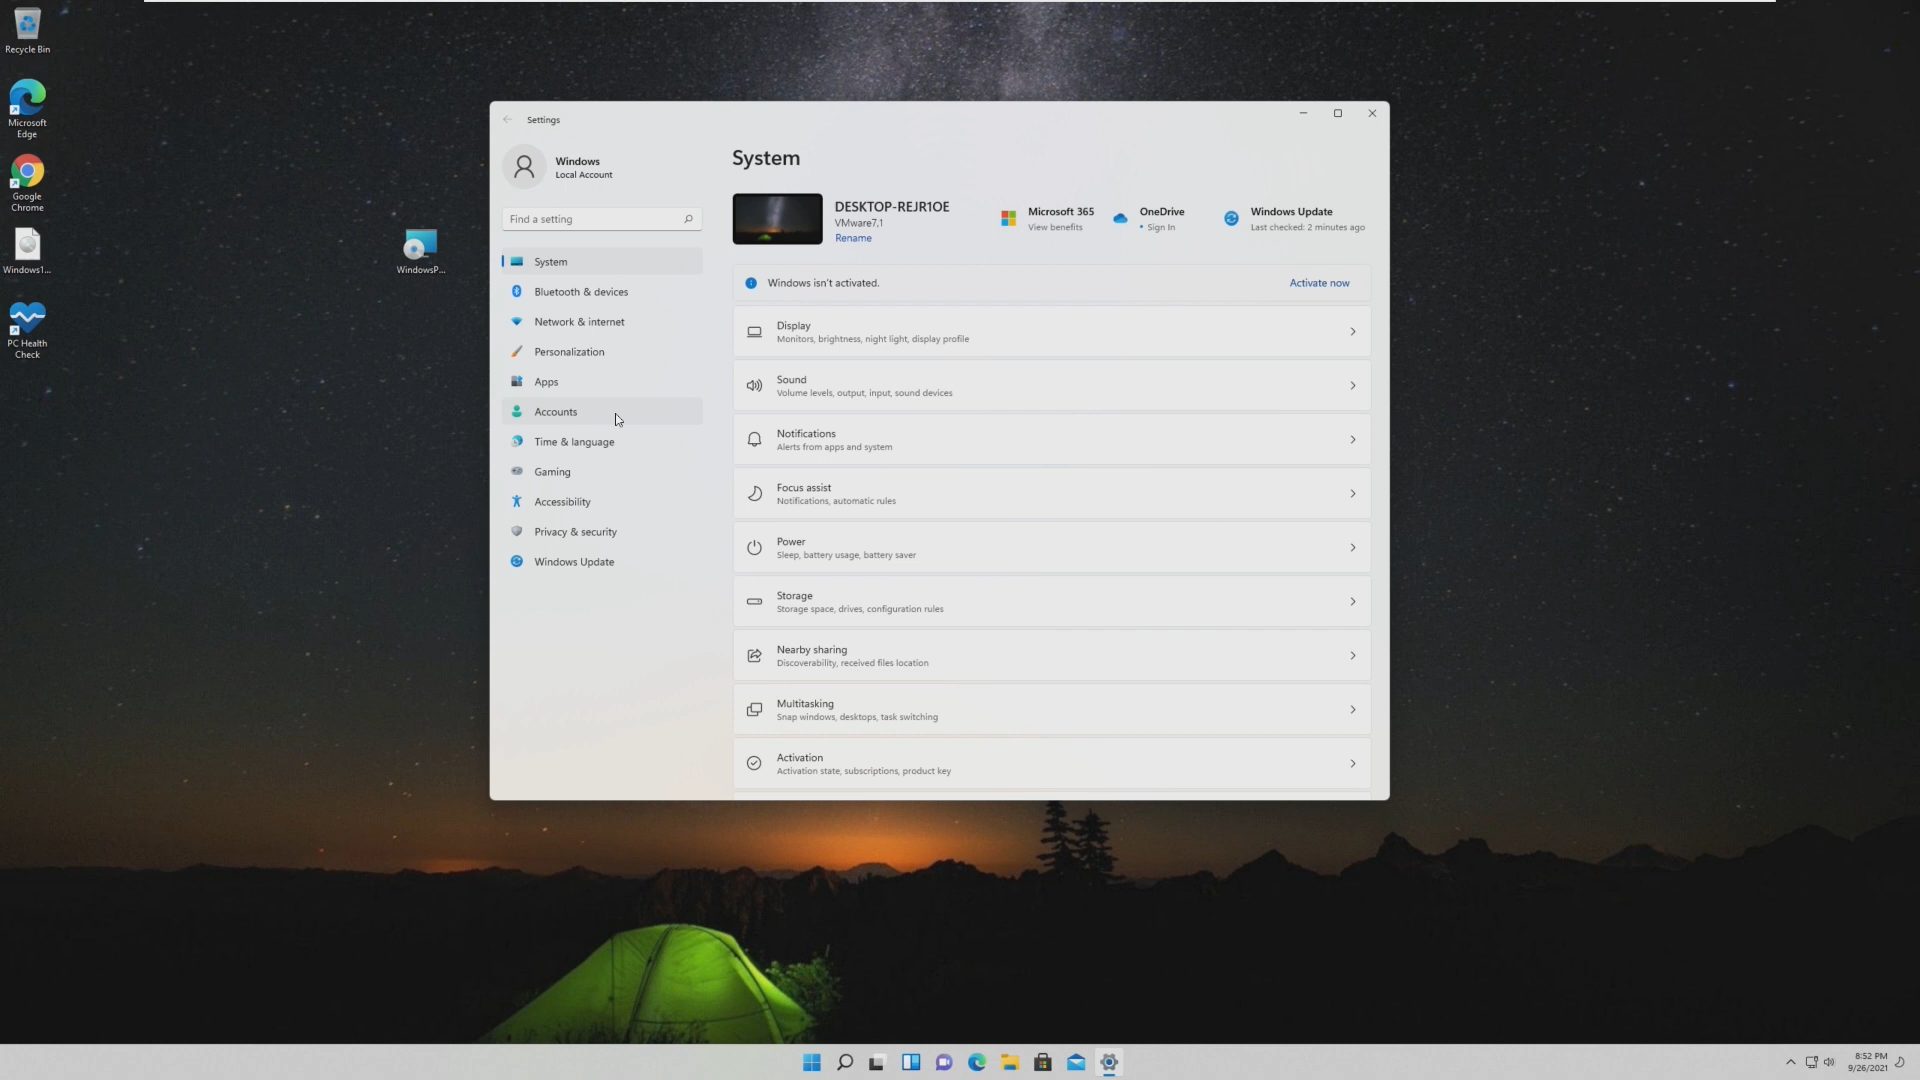 Recycle Bin
Microsoft
Edge
Google
Chrome
Windows1...
PC Health
Check
WindowsP...
Settings
Windows
Local Account
Find a setting
System
Bluetooth & devices
Network & internet
Personalization
Apps
Accounts
Time & language
Gaming
Accessibility
Privacy & security
Windows Update
System
DESKTOP-REJR1OE
VMware7,1
Rename
Microsoft 365
View benefits
OneDrive
• Sign In
Windows Update
Last checked: 2 minutes ago
Windows isn't activated.
Activate now
Display
Monitors, brightness, night light, display profile
Sound
Volume levels, output, input, sound devices
Notifications
Alerts from apps and system
Focus assist
Notifications, automatic rules
Power
Sleep, battery usage, battery saver
Storage
Storage space, drives, configuration rules
Nearby sharing
Discoverability, received files location
Multitasking
Snap windows, desktops, task switching
Activation
Activation state, subscriptions, product key
8:52 PM
9/26/2021